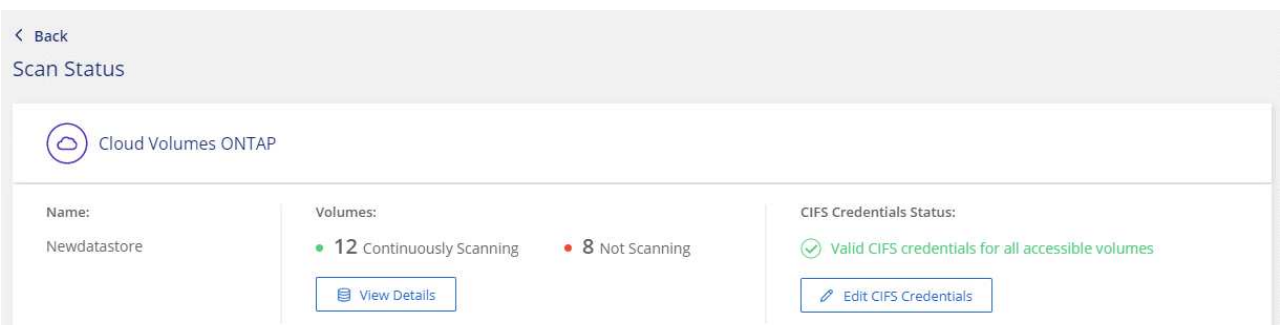 Back
Scan Status
Cloud Volumes ONTAP
Name:
Newdatastore
Volumes:
12 Continuously Scanning
8 Not Scanning
View Details
CIFS Credentials Status:
Valid CIFS credentials for all accessible volumes
Edit CIFS Credentials